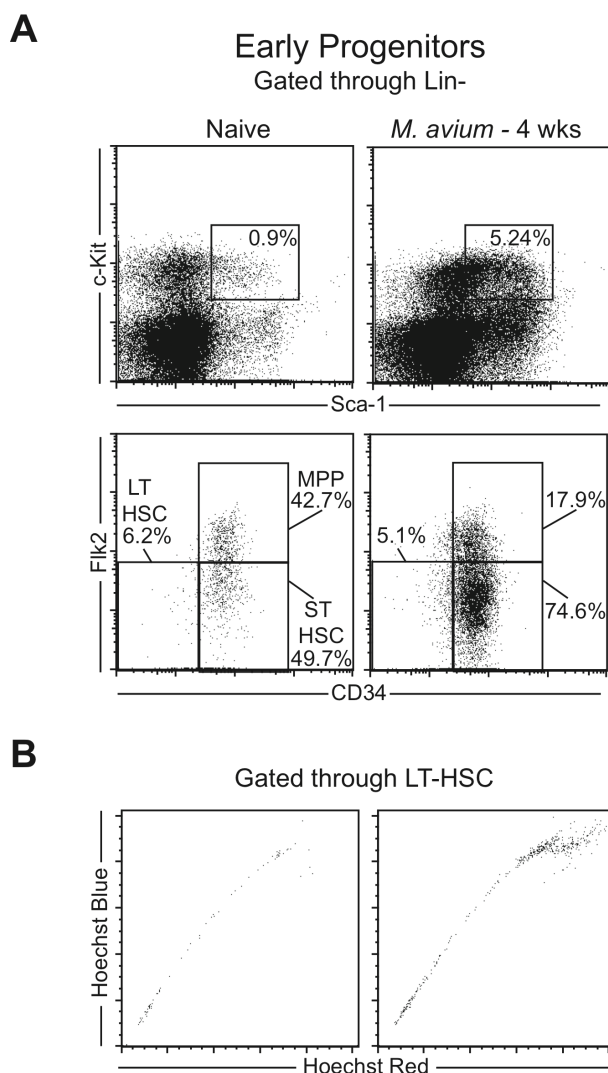 A
Early Progenitors
Gated through Lin-
Naive
M. avium - 4 wks
c-Kit
0.9%
5.24%
Sca-1
Flk2
LT
HSC
6.2%
MPP
42.7%
ST
HSC
49.7%
5.1%
17.9%
74.6%
CD34
B
Gated through LT-HSC
Hoechst Blue
Hoechst Red